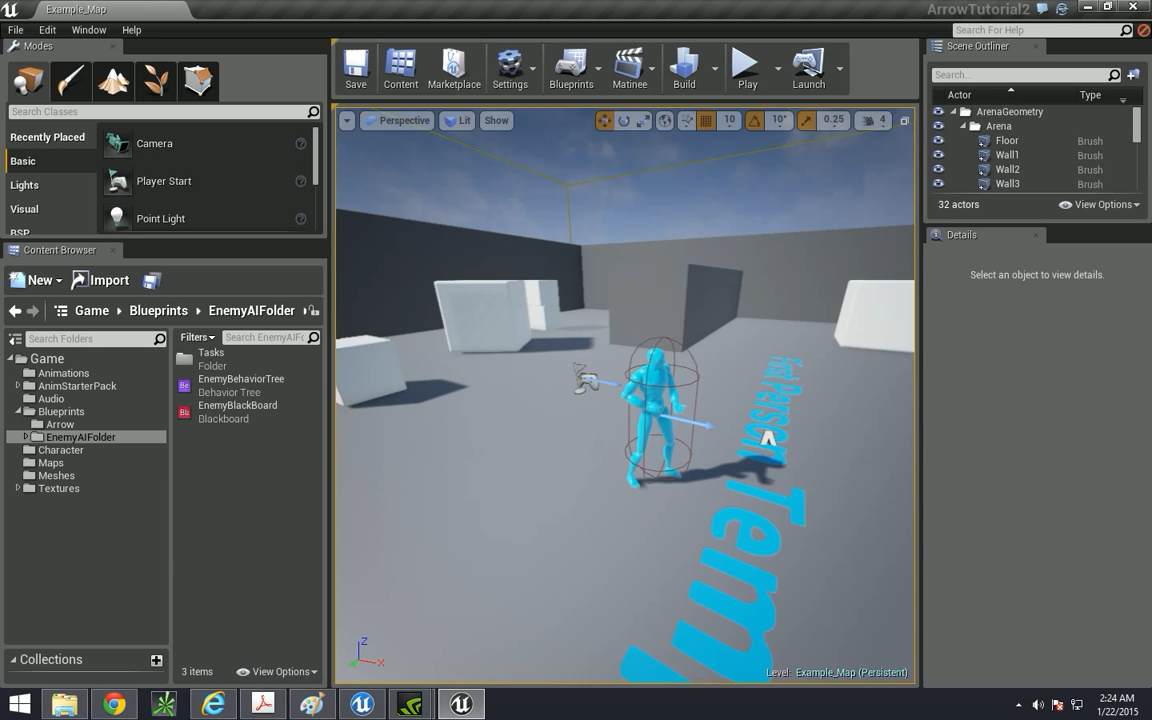 Example_Map
ArrowTutorial2
File Edit Window Help
Search For Help
Modes
Search Classes
Recently Placed
Basic
Lights
Visual
BSP
Camera
Player Start
Point Light
Save
Content
Marketplace
Settings
Blueprints
Matinee
Build
Play
Launch
Perspective
Lit
Show
10
10°
0.25
4
Scene Outliner
Search...
Actor Type
ArenaGeometry
Arena
Floor Brush
Wall1 Brush
Wall2 Brush
Wall3 Brush
32 actors
View Options
Details
Select an object to view details.
Content Browser
New
Import
Game
Blueprints
EnemyAIFolder
Search Folders
Game
Animations
AnimStarterPack
Audio
Blueprints
Arrow
EnemyAIFolder
Character
Maps
Meshes
Textures
Filters
Search EnemyAIFo
Tasks
Folder
EnemyBehaviorTree
Behavior Tree
EnemyBlackBoard
Blackboard
Collections
3 items
View Options
First Person Temp
Z
X
Level: Example_Map (Persistent)
2:24 AM
1/22/2015